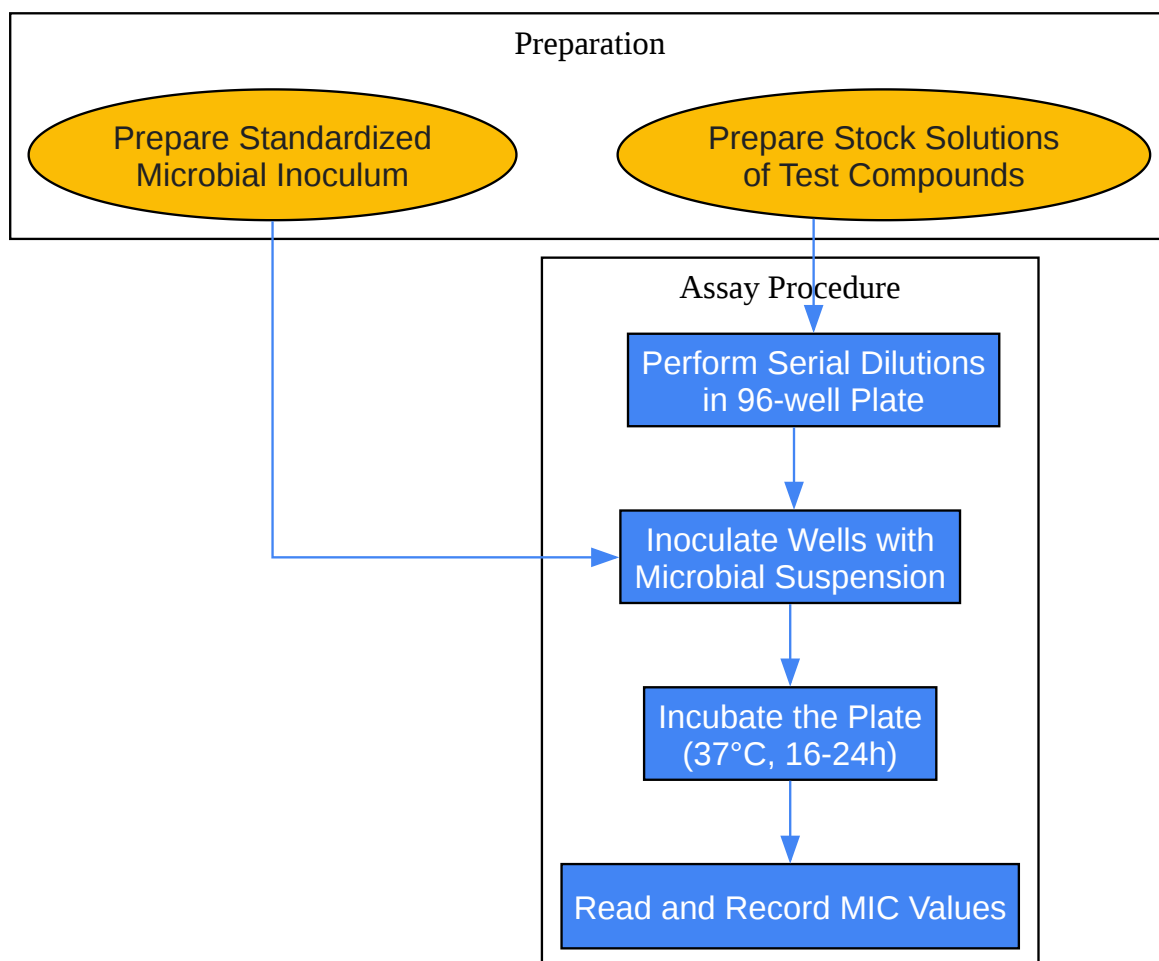 Preparation
Prepare Standardized
Microbial Inoculum
Prepare Stock Solutions
of Test Compounds
Assay Procedure
Perform Serial Dilutions
in 96-well Plate
Inoculate Wells with
Microbial Suspension
Incubate the Plate
(37°C, 16-24h)
Read and Record MIC Values